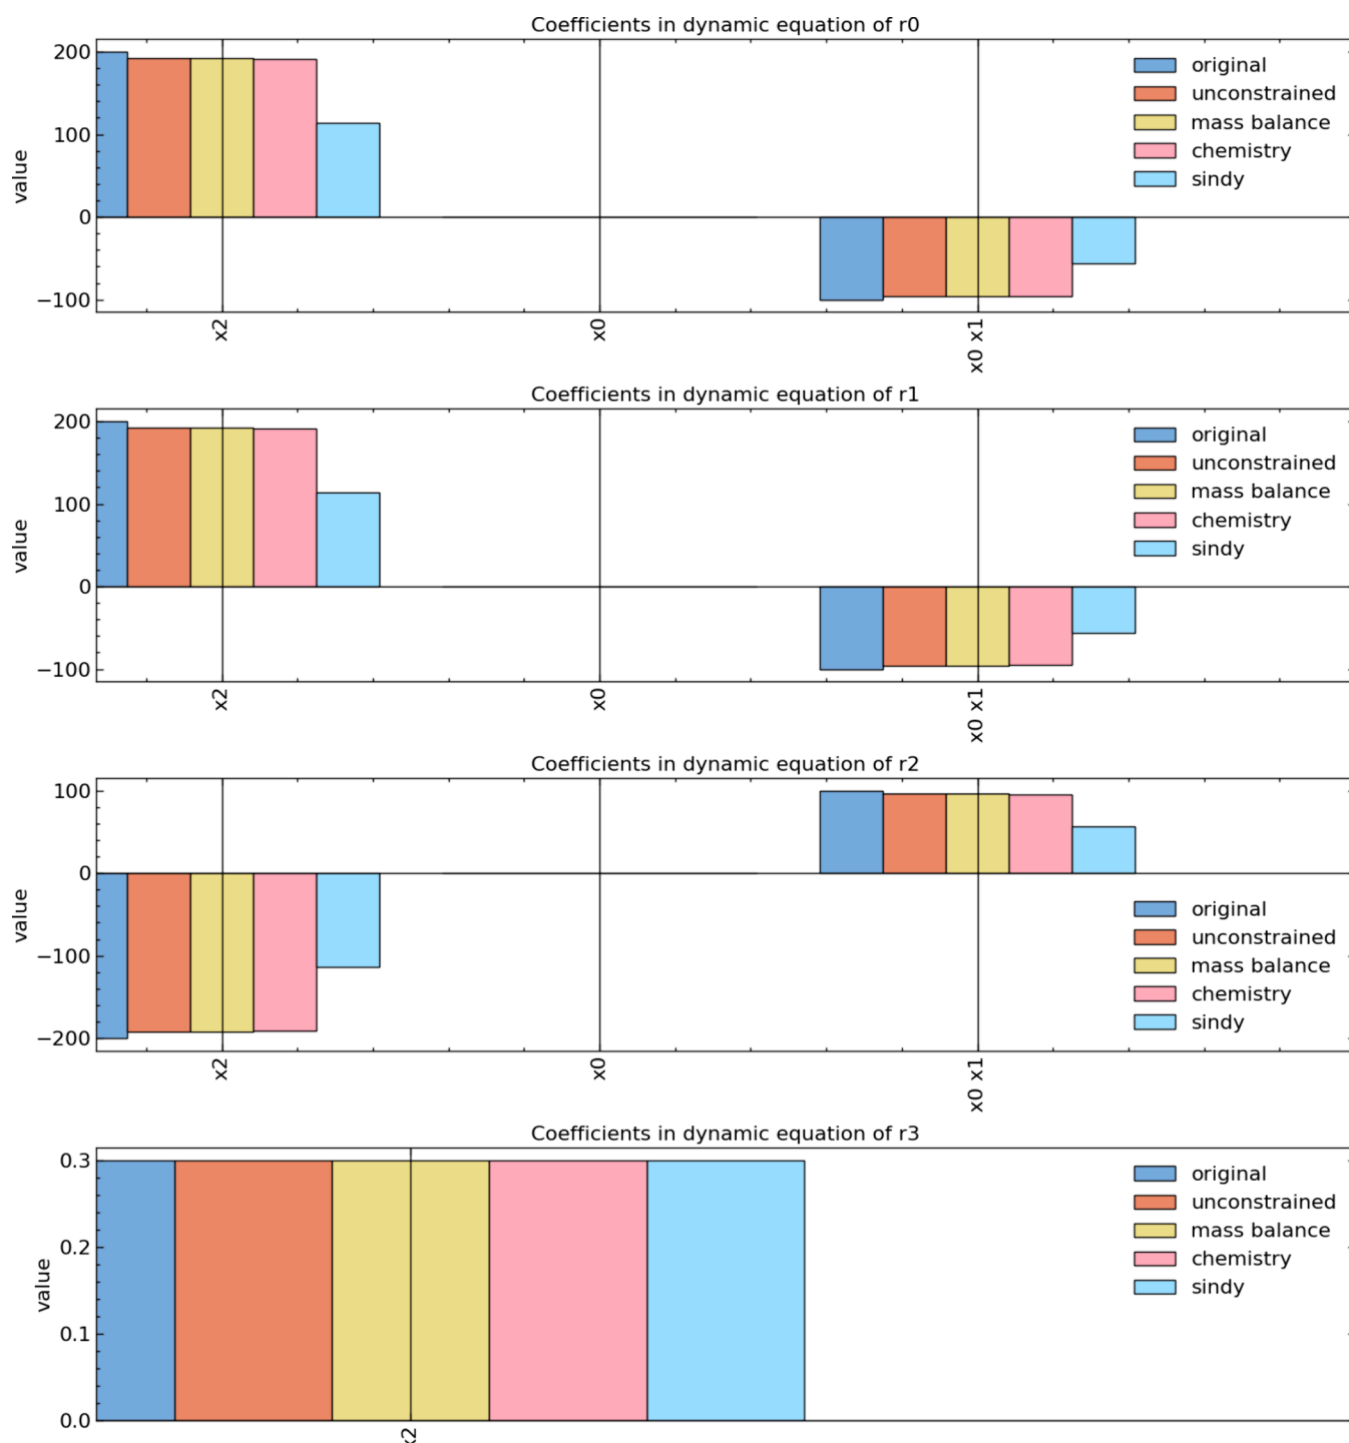 Coefficients in dynamic equation of r0
200
100
0
−100
value
original
unconstrained
mass balance
chemistry
sindy
x2
x0
x0 x1
Coefficients in dynamic equation of r1
200
100
0
−100
value
original
unconstrained
mass balance
chemistry
sindy
x2
x0
x0 x1
Coefficients in dynamic equation of r2
100
0
−100
−200
value
original
unconstrained
mass balance
chemistry
sindy
x2
x0
x0 x1
Coefficients in dynamic equation of r3
0.3
0.2
0.1
0.0
value
original
unconstrained
mass balance
chemistry
sindy
x2